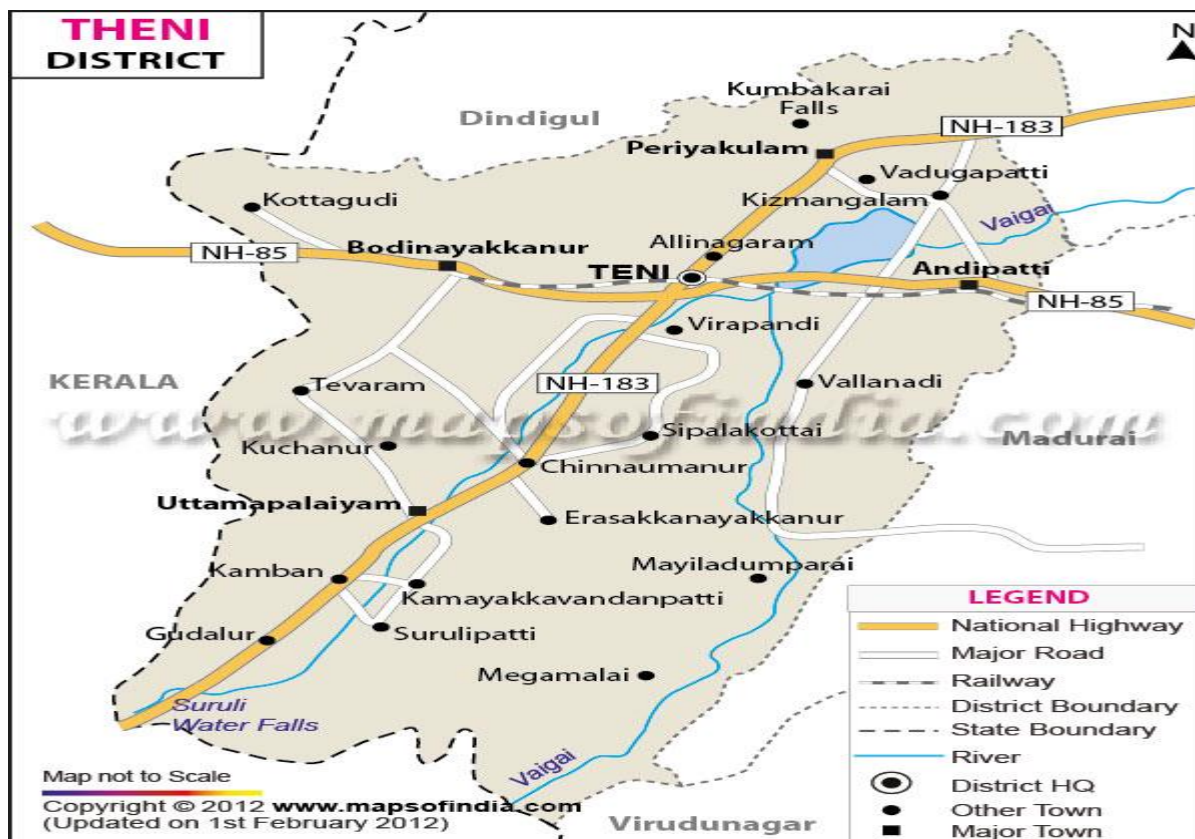 THENI
DISTRICT
N
Kumbakarai
Falls
Dindigul
NH-183
Periyakulam
Vadugapatti
Kizmangalam
Kottagudi
Vaigai
Allinagaram
NH-85
Bodinayakkanur
TENI
Andipatti
NH-85
Virapandi
KERALA
Tevaram
NH-183
Vallanadi
www.mapsofindia.com
Sipalakottai
Madurai
Kuchanur
Chinnaumanur
Uttamapalaiyam
Erasakkanayakkanur
Mayiladumparai
Kamban
Kamayakkavandanpatti
Gudalur
Surulipatti
Megamalai
Suruli
Water Falls
Vaigai
Virudunagar
LEGEND
National Highway
Major Road
Railway
District Boundary
State Boundary
River
District HQ
Other Town
Major Town
Map not to Scale
Copyright © 2012 www.mapsofindia.com
(Updated on 1st February 2012)